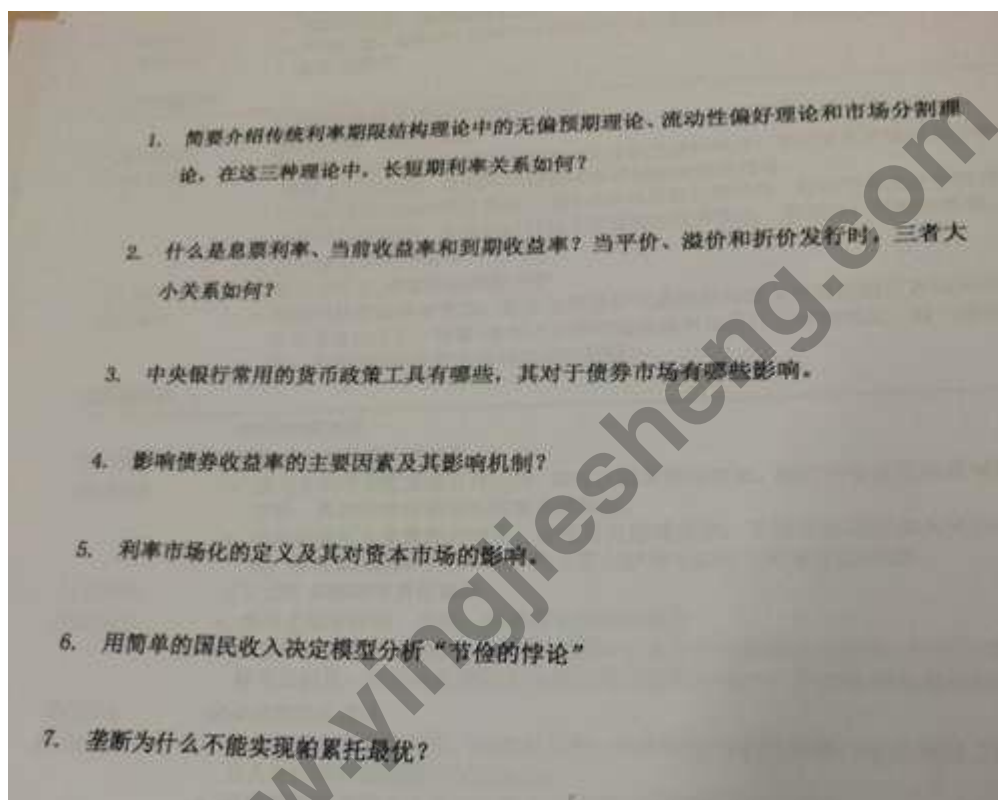 1. 简要介绍传统利率期限结构理论中的无偏预期理论、流动性偏好理论和市场分割理
论,在这三种理论中,长短期利率关系如何?
2. 什么是息票利率、当前收益率和到期收益率?当平价、溢价和折价发行时,三者大
小关系如何?
3. 中央银行常用的货币政策工具有哪些,其对于债券市场有哪些影响。
4. 影响债券收益率的主要因素及其影响机制?
5. 利率市场化的定义及其对资本市场的影响。
6. 用简单的国民收入决定模型分析“节俭的悖论”
7. 垄断为什么不能实现帕累托最优?
w.yingjiesheng.com